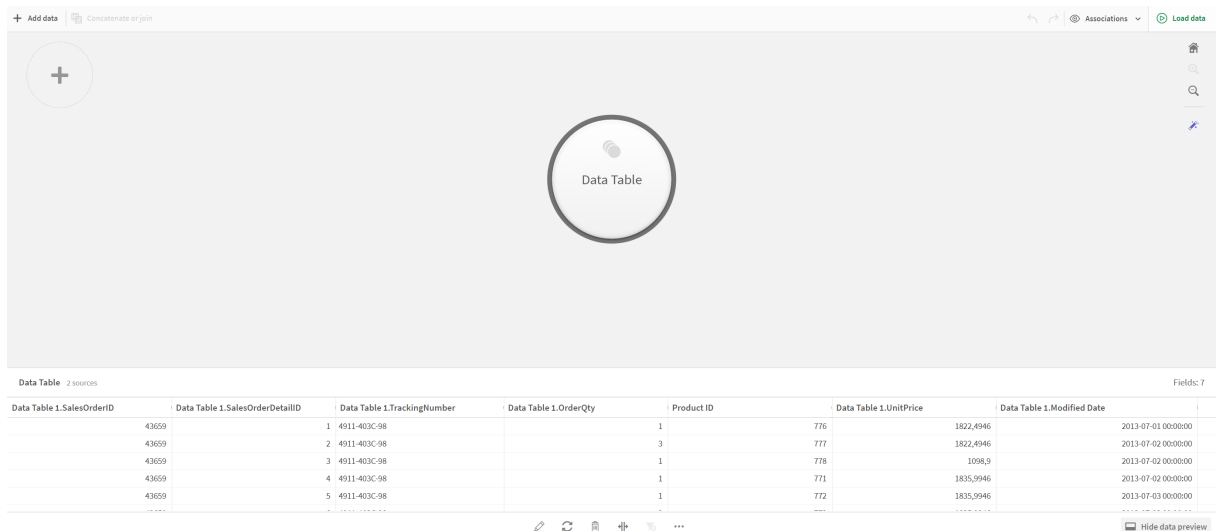 Add data Concatenate or join Associations Load data
Data Table
Data Table 2 sources Fields: 7
Data Table 1.SalesOrderID Data Table 1.SalesOrderDetailID Data Table 1.TrackingNumber Data Table 1.OrderQty Product ID Data Table 1.UnitPrice Data Table 1.Modified Date
43659 1 4911-403C-98 1 776 1822,4946 2013-07-01 00:00:00
43659 2 4911-403C-98 3 777 1822,4946 2013-07-02 00:00:00
43659 3 4911-403C-98 1 778 1098,9 2013-07-02 00:00:00
43659 4 4911-403C-98 1 771 1835,9946 2013-07-02 00:00:00
43659 5 4911-403C-98 1 772 1835,9946 2013-07-03 00:00:00
Hide data preview